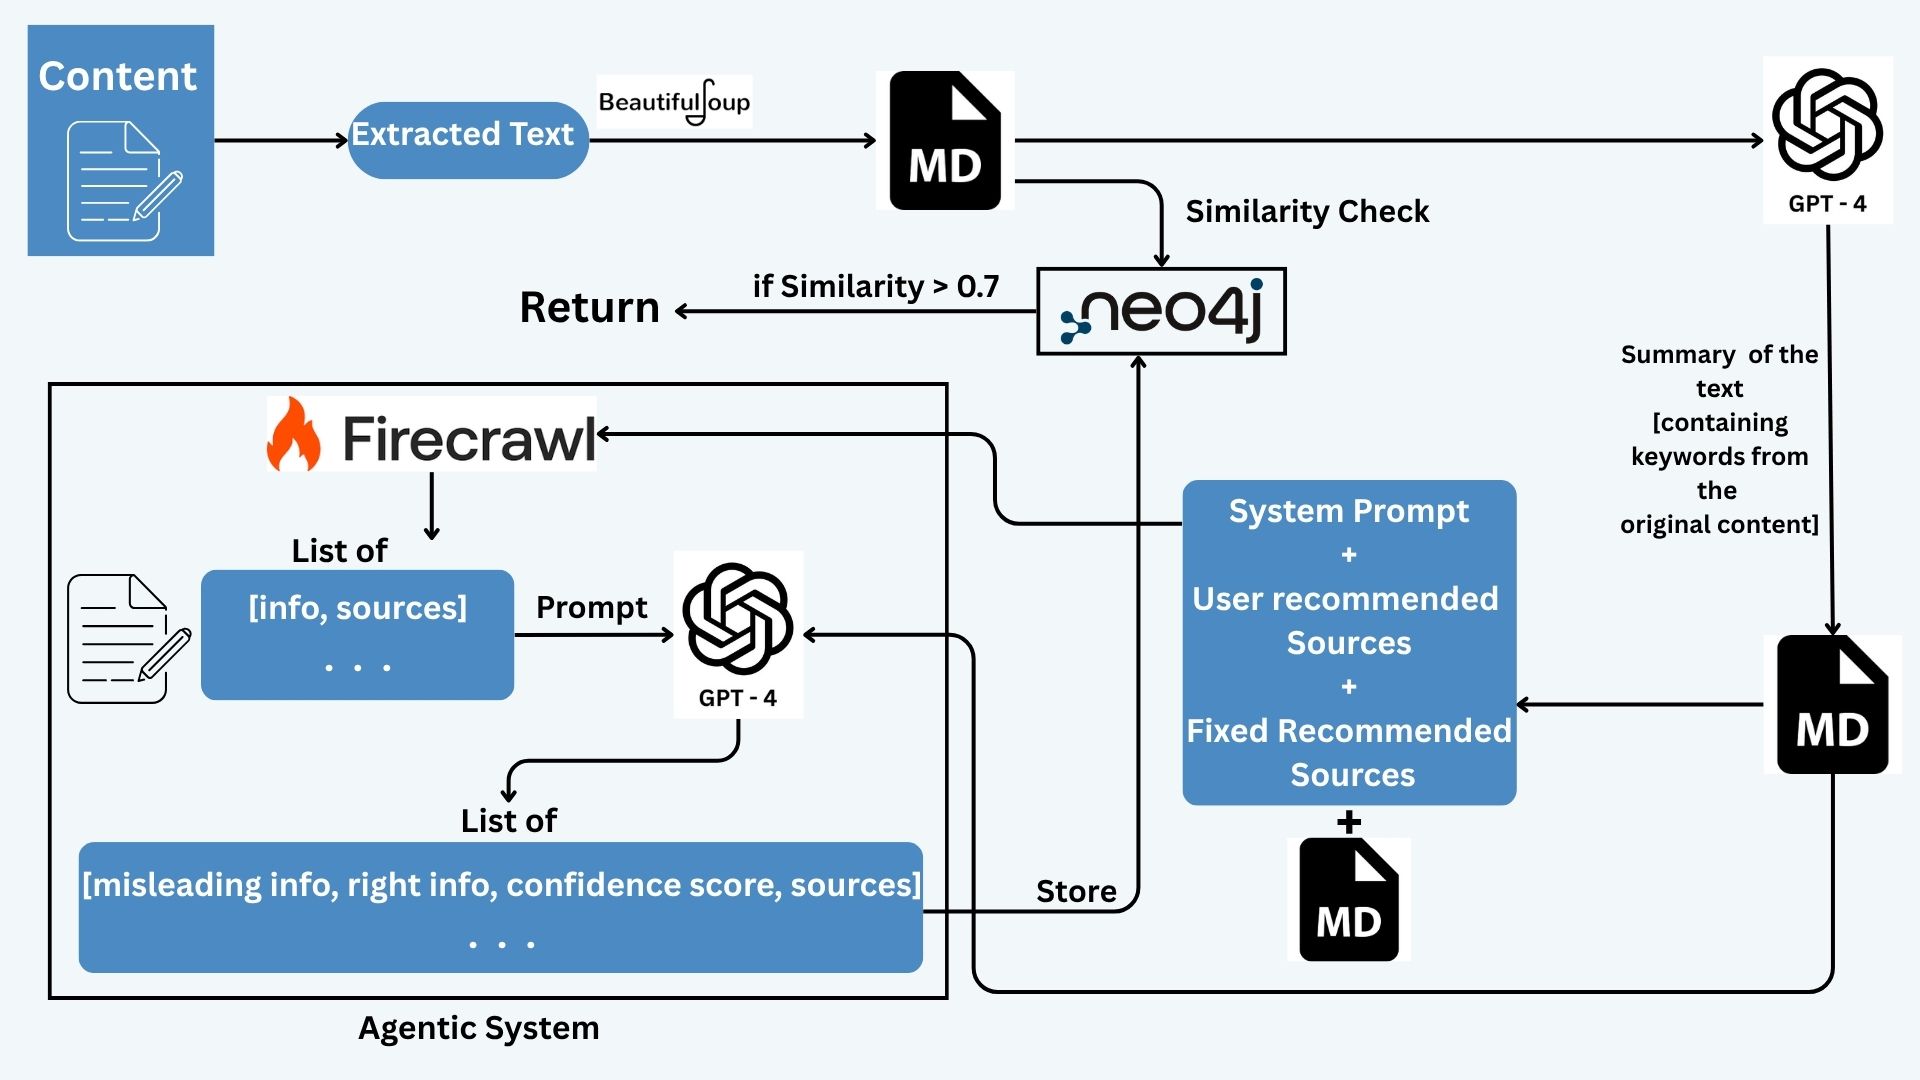 Content
Extracted Text
BeautifulSoup
MD
GPT - 4
Similarity Check
if Similarity > 0.7
Return
neo4j
Summary of the
text
[containing
keywords from
the
original content]
Firecrawl
List of
[info, sources]
. . .
Prompt
GPT - 4
System Prompt
+
User recommended
Sources
+
Fixed Recommended
Sources
+
MD
MD
List of
[misleading info, right info, confidence score, sources]
. . .
Store
Agentic System